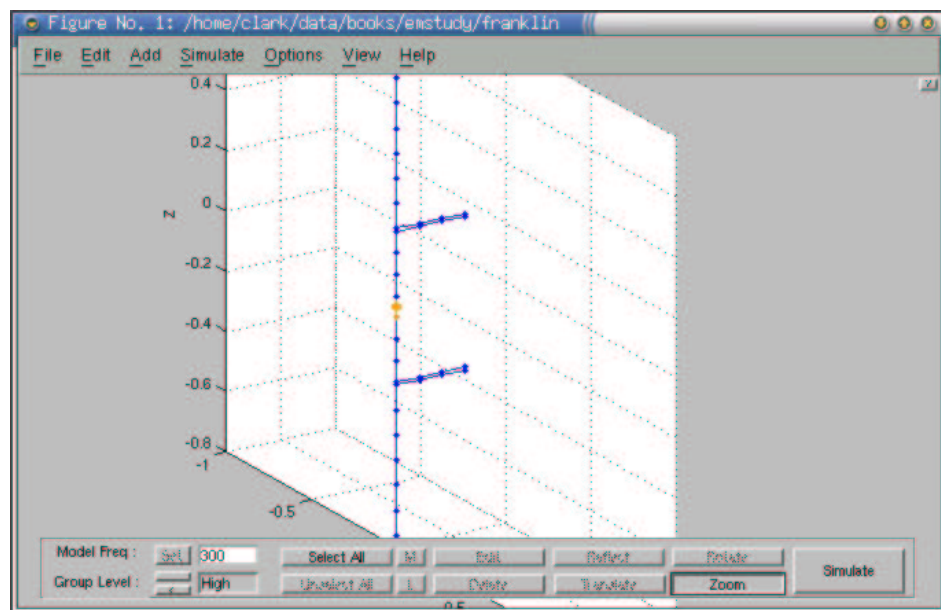 Figure No. 1: /home/clark/data/books/emstudy/franklin
File Edit Add Simulate Options View Help
0.4
0.2
0
Z
-0.2
-0.4
-0.6
-0.8
-1
-0.5
Model Freq : Set 300 Select All M Edit Reflect Rotate
Group Level : High Unselect All L Delete Translate Zoom
Simulate
0.5